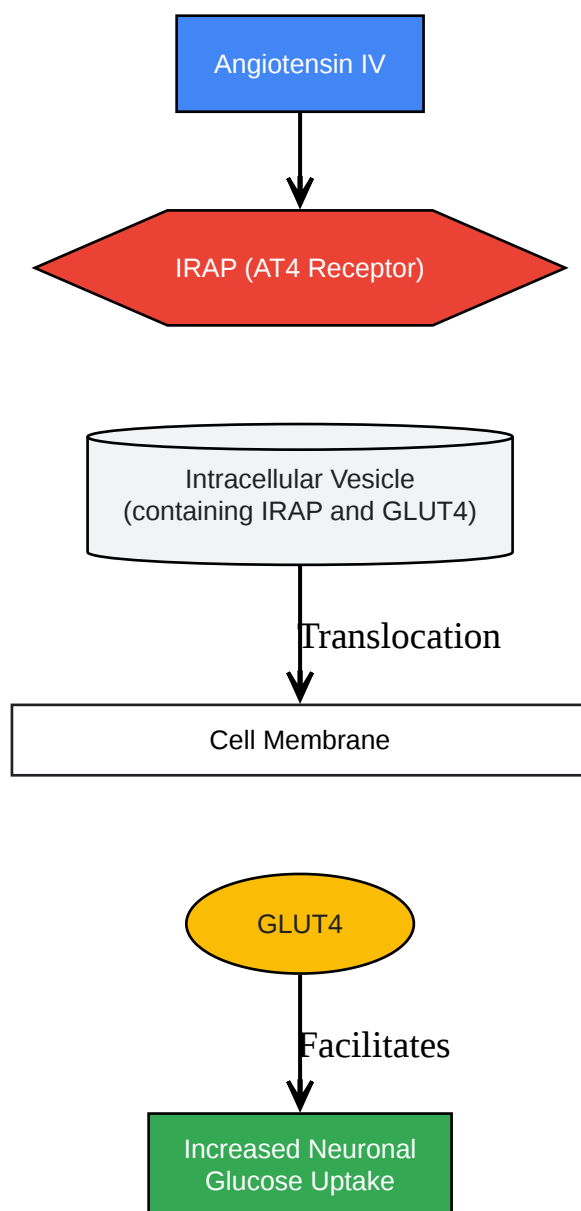 Angiotensin IV
IRAP (AT4 Receptor)
Intracellular Vesicle
(containing IRAP and GLUT4)
Translocation
Cell Membrane
GLUT4
Facilitates
Increased Neuronal
Glucose Uptake